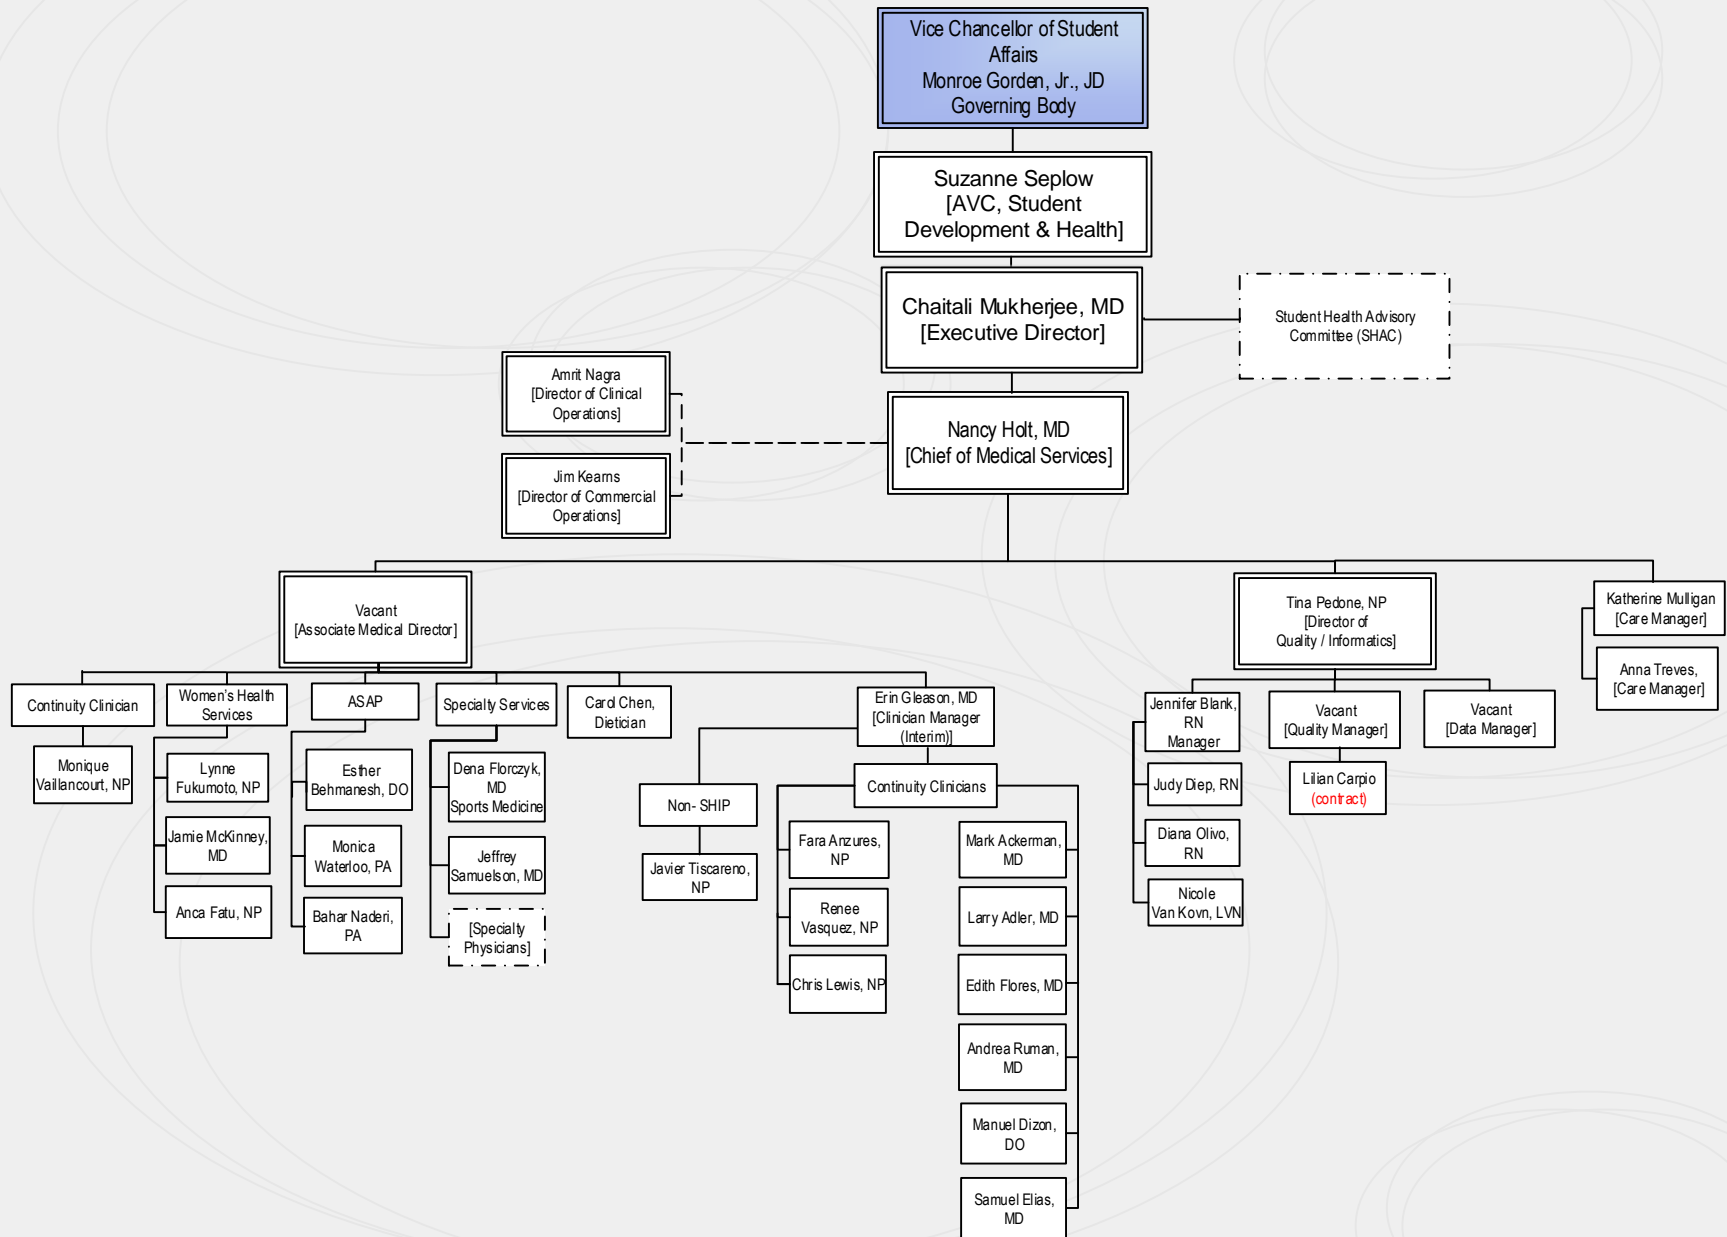 Vice Chancellor of Student
Affairs
Monroe Gorden, Jr., JD
Governing Body
Suzanne Seplow
[AVC, Student
Development & Health]
Chaitali Mukherjee, MD
[Executive Director]
Student Health Advisory
Committee (SHAC)
Amrit Nagra
[Director of Clinical
Operations]
Nancy Holt, MD
[Chief of Medical Services]
Jim Kearns
[Director of Commercial
Operations]
Vacant
[Associate Medical Director]
Tina Pedone, NP
[Director of
Quality / Informatics]
Katherine Mulligan
[Care Manager]
Anna Treves,
[Care Manager]
Continuity Clinician
Monique
Vaillancourt, NP
Women's Health
Services
Lynne
Fukumoto, NP
Jamie McKinney,
MD
Anca Fatu, NP
ASAP
Esther
Behmanesh, DO
Monica
Waterloo, PA
Bahar Naderi,
PA
Specialty Services
Dena Florczyk,
MD
Sports Medicine
Jeffrey
Samuelson, MD
[Specialty
Physicians]
Carol Chen,
Dietician
Erin Gleason, MD
[Clinician Manager
(Interim)]
Non- SHIP
Javier Tiscareno,
NP
Continuity Clinicians
Fara Anzures,
NP
Renee
Vasquez, NP
Chris Lewis, NP
Mark Ackerman,
MD
Larry Adler, MD
Edith Flores, MD
Andrea Ruman,
MD
Manuel Dizon,
DO
Samuel Elias,
MD
Jennifer Blank,
RN
Manager
Judy Diep, RN
Diana Olivo,
RN
Nicole
Van Kovn, LVN
Vacant
[Quality Manager]
Lilian Carpio
(contract)
Vacant
[Data Manager]